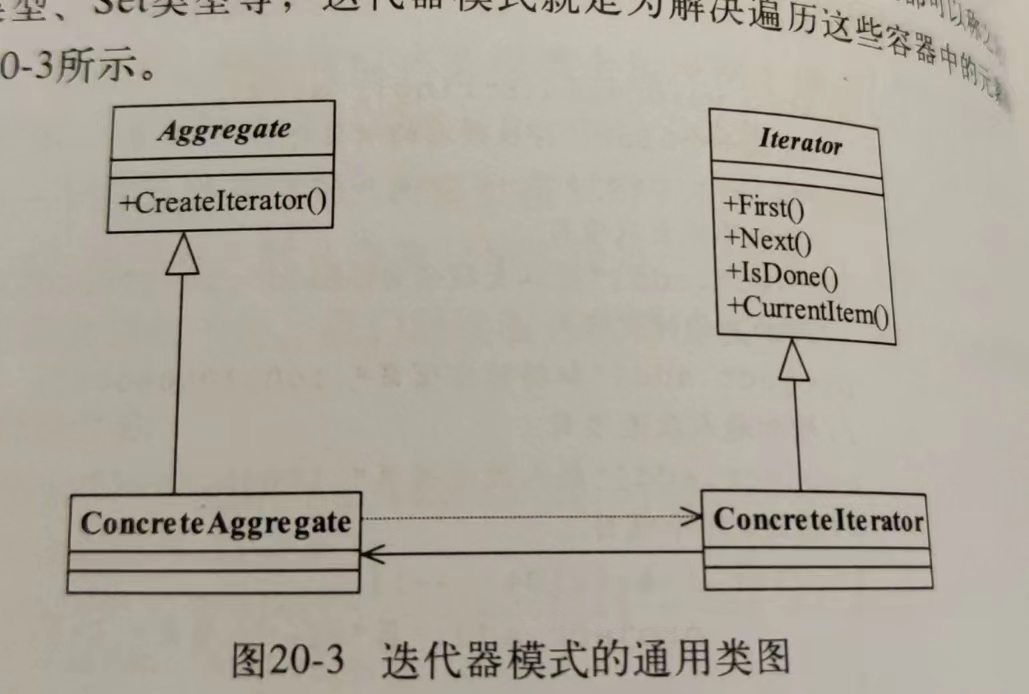 类型、Set类型等，迭代器模式就是为解决遍历这些容器中的元素
0-3所示。
Aggregate
+CreateIterator()
Iterator
+First()
+Next()
+IsDone()
+CurrentItem()
ConcreteAggregate
ConcreteIterator
图20-3 迭代器模式的通用类图